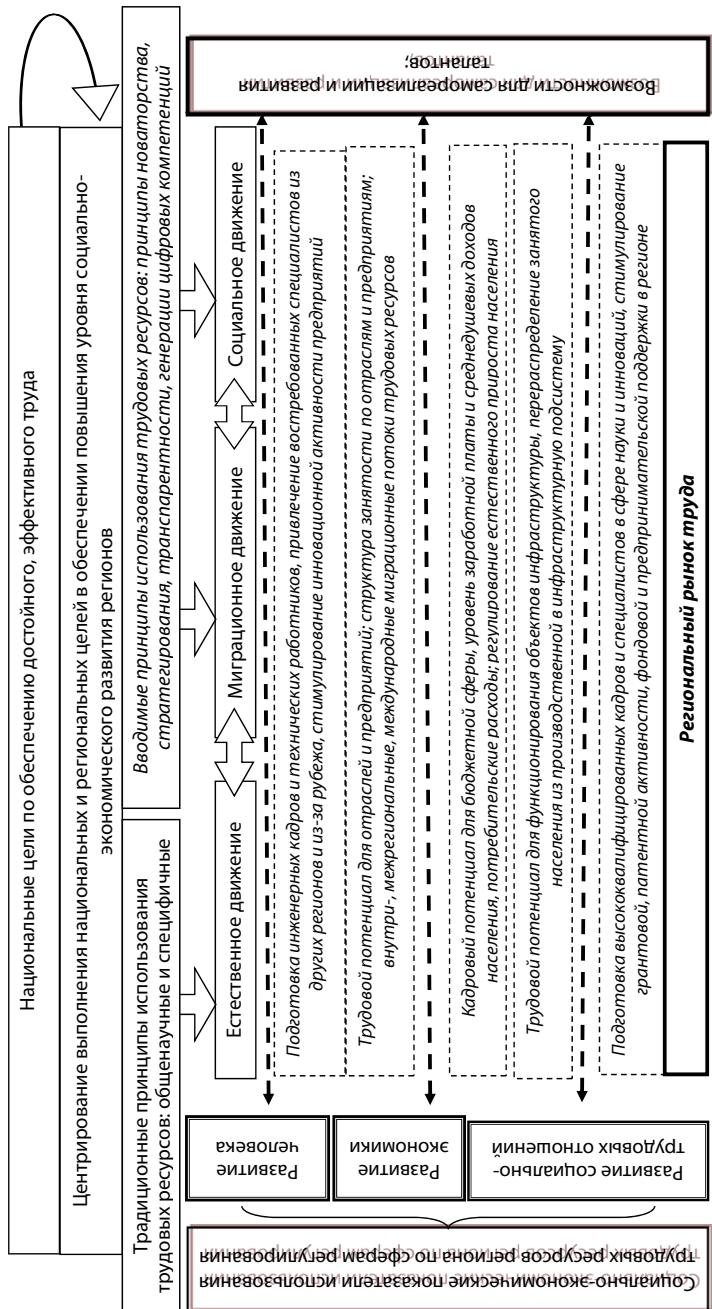 Национальные цели по обеспечению достойного, эффективного труда
Центрирование выполнения национальных и региональных целей в обеспечении повышения уровня социально-
экономического развития регионов
Традиционные принципы использования
трудовых ресурсов: общенаучные и специфичные
Вводимые принципы использования трудовых ресурсов: принципы новаторства,
стратегирования, транспарентности, генерации цифровых компетенций
Естественное движение
Миграционное движение
Социальное движение
Социально-экономические показатели использования
трудовых ресурсов региона по сферам регулирования
Развитие
человека
Развитие
экономики
Развитие социально-
трудовых отношений
Подготовка инженерных кадров и технических работников, привлечение востребованных специалистов из
других регионов и из-за рубежа, стимулирование инновационной активности предприятий
Трудовой потенциал для отраслей и предприятий; структура занятости по отраслям и предприятиям;
внутри-, межрегиональные, международные миграционные потоки трудовых ресурсов
Кадровый потенциал для бюджетной сферы, уровень заработной платы и среднедушевых доходов
населения, потребительские расходы; регулирование естественного прироста населения
Трудовой потенциал для функционирования объектов инфраструктуры, перераспределение занятого
населения из производственной в инфраструктурную подсистему
Подготовка высококвалифицированных кадров и специалистов в сфере науки и инноваций, стимулирование
грантовой, патентной активности, фондовой и предпринимательской поддержки в регионе
Региональный рынок труда
Возможности для самореализации и развития
талантов;